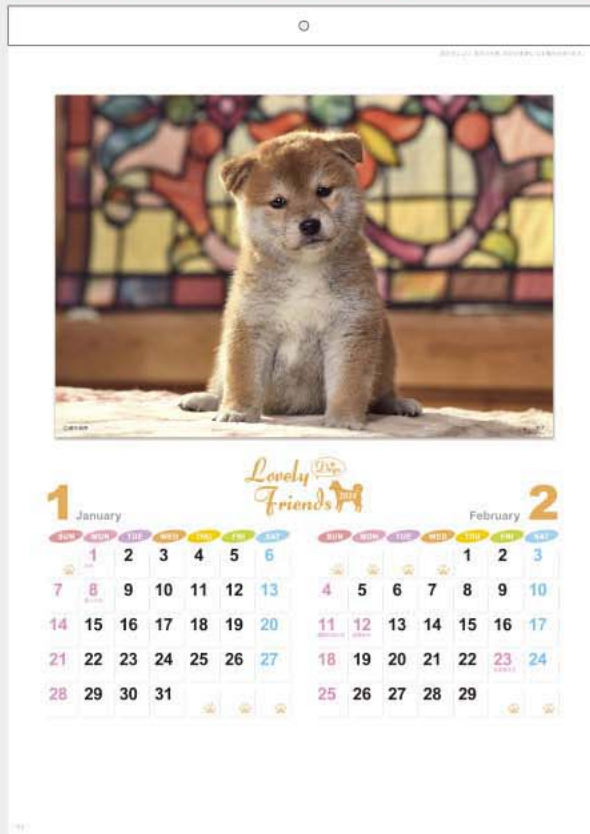 Lovely Dogs
Friends 2024
1 January
SUN MON TUE WED THU FRI SAT
1 2 3 4 5 6
7 8 9 10 11 12 13
14 15 16 17 18 19 20
21 22 23 24 25 26 27
28 29 30 31
February 2
SUN MON TUE WED THU FRI SAT
1 2 3
4 5 6 7 8 9 10
11 12 13 14 15 16 17
18 19 20 21 22 23 24
25 26 27 28 29